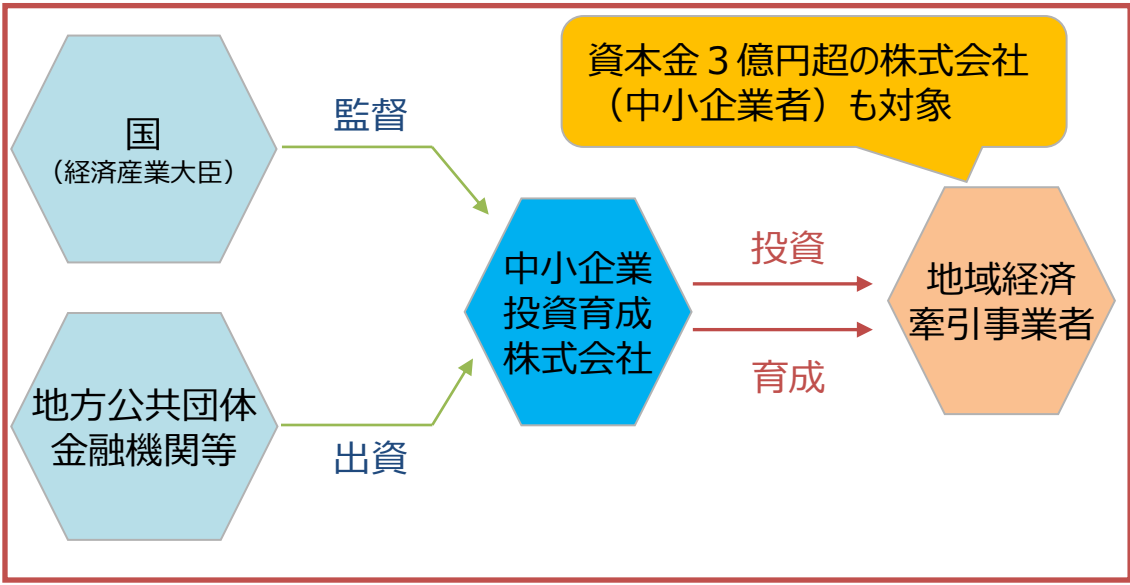 資本金３億円超の株式会社
（中小企業者）も対象
国
（経済産業大臣）
監督
中小企業
投資育成
株式会社
投資
育成
地域経済
牽引事業者
地方公共団体
金融機関等
出資